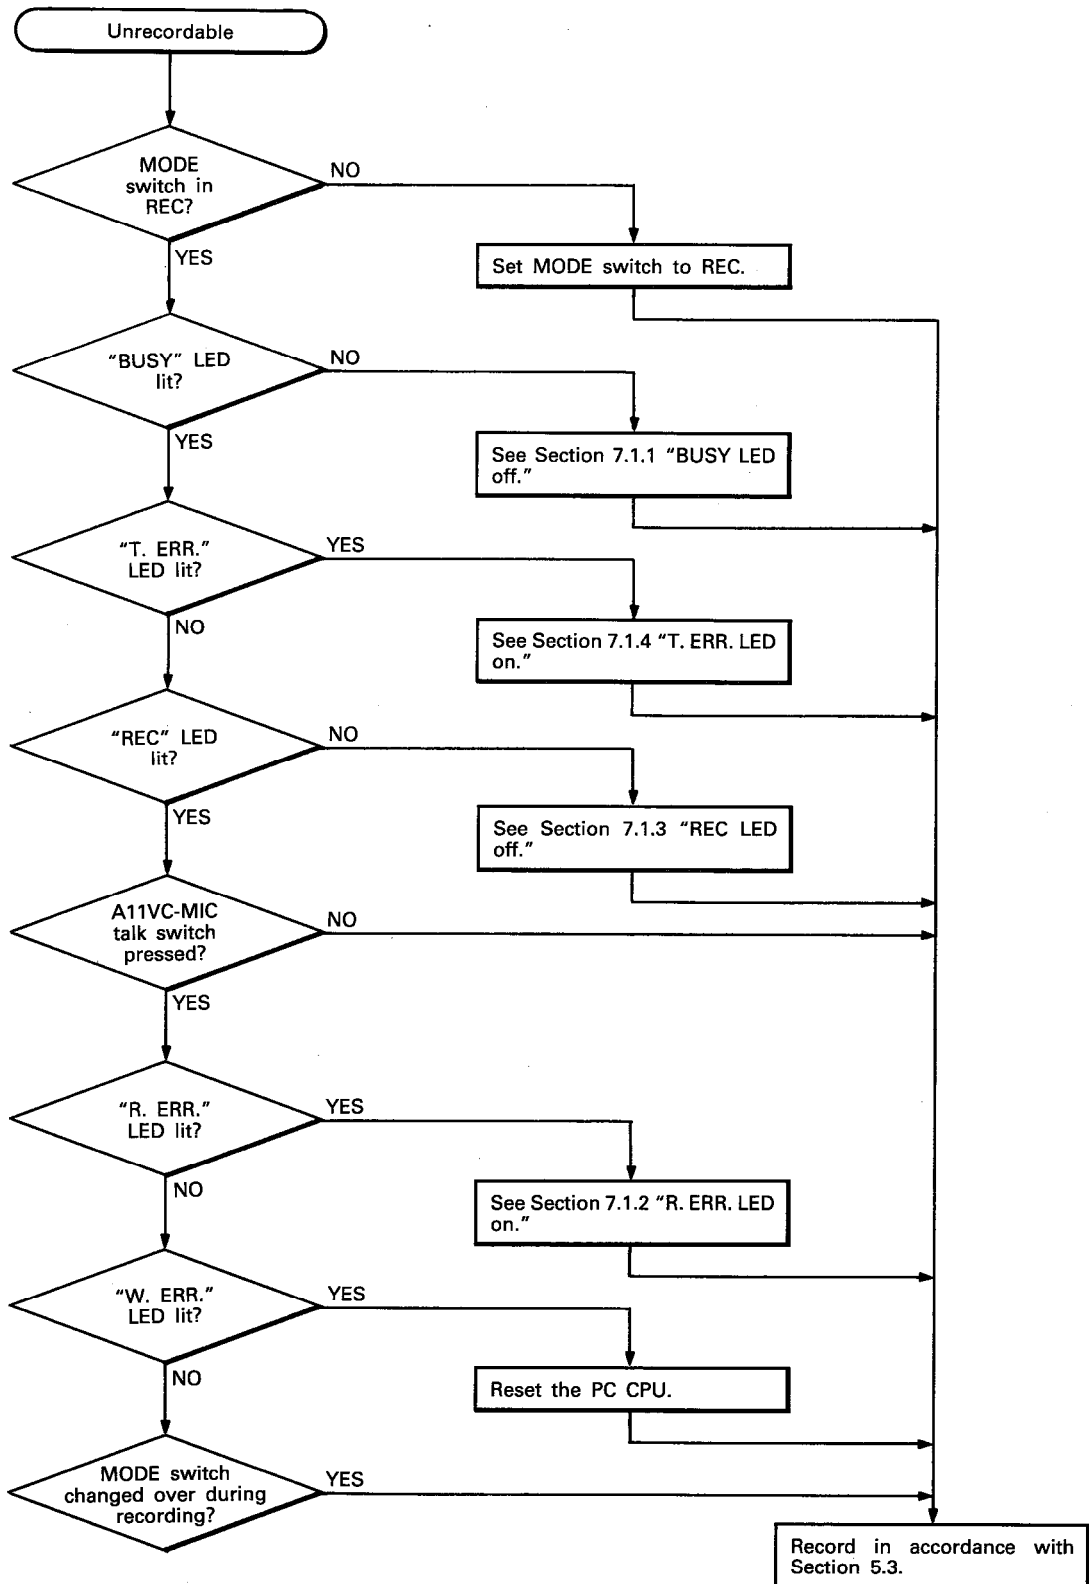 Unrecordable
MODE
switch in
REC?
NO
YES
Set MODE switch to REC.
"BUSY" LED
lit?
NO
YES
See Section 7.1.1 "BUSY LED
off."
"T. ERR."
LED lit?
YES
NO
See Section 7.1.4 "T. ERR. LED
on."
"REC" LED
lit?
NO
YES
See Section 7.1.3 "REC LED
off."
A11VC-MIC
talk switch
pressed?
NO
YES
"R. ERR."
LED lit?
YES
NO
See Section 7.1.2 "R. ERR. LED
on."
"W. ERR."
LED lit?
YES
NO
Reset the PC CPU.
MODE switch
changed over during
recording?
YES
Record in accordance with
Section 5.3.